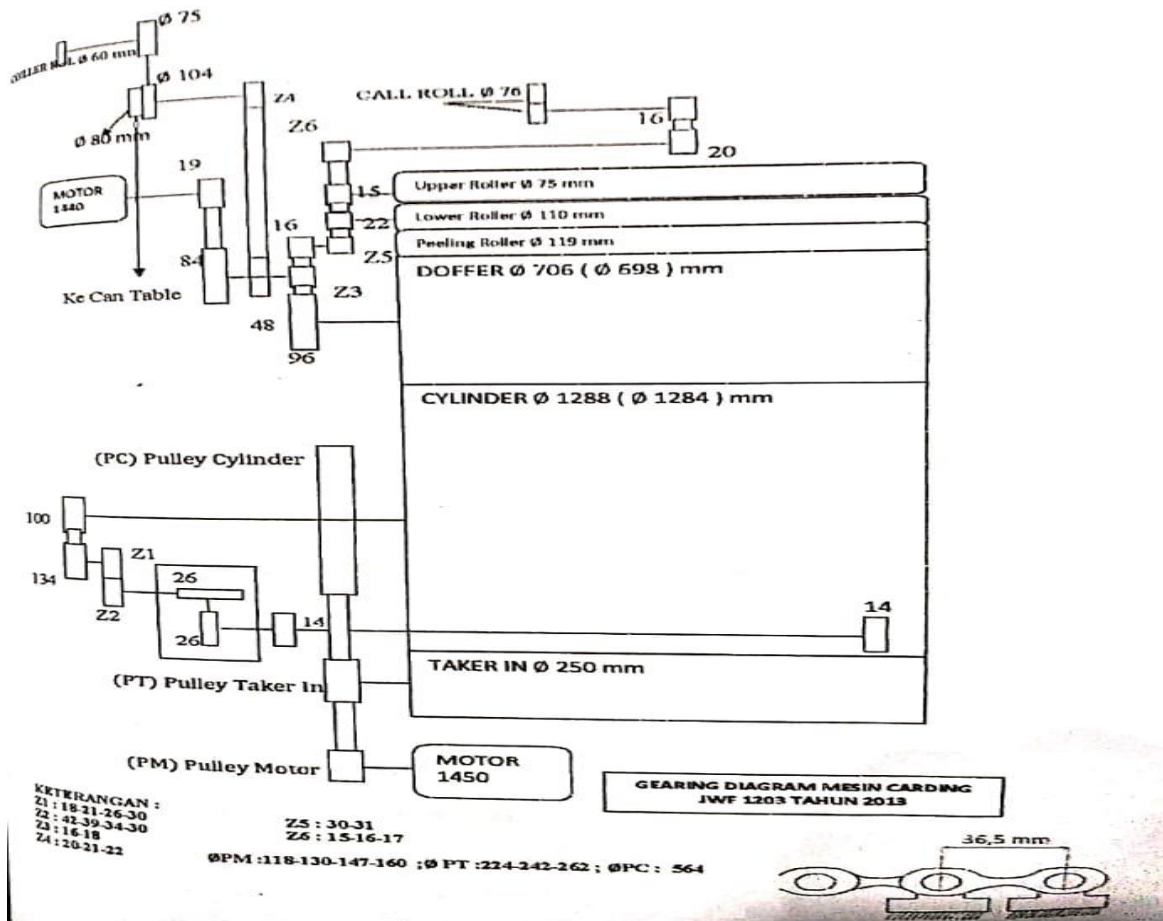 Ø 75
COILER ROL Ø 60 mm
Ø 104
Ø 80 mm
Z4
CALL ROLL Ø 76
16
20
Z6
19
MOTOR
1440
15
Upper Roller Ø 75 mm
22
Lower Roller Ø 110 mm
16
Z5
Peeling Roller Ø 119 mm
84
Ke Can Table
Z3
48
96
DOFFER Ø 706 ( Ø 698 ) mm
CYLINDER Ø 1288 ( Ø 1284 ) mm
(PC) Pulley Cylinder
100
134
Z1
Z2
26
26
14
14
TAKER IN Ø 250 mm
(PT) Pulley Taker In
(PM) Pulley Motor
MOTOR
1450
GEARING DIAGRAM MESIN CARDING
JWF 1203 TAHUN 2013
KETERANGAN :
Z1 : 18-21-26-30
Z2 : 42-39-34-30
Z3 : 16-18
Z4 : 20-21-22
Z5 : 30-31
Z6 : 15-16-17
ØPM :118-130-147-160 ;Ø PT :224-242-262 ; ØPC : 564
36,5 mm